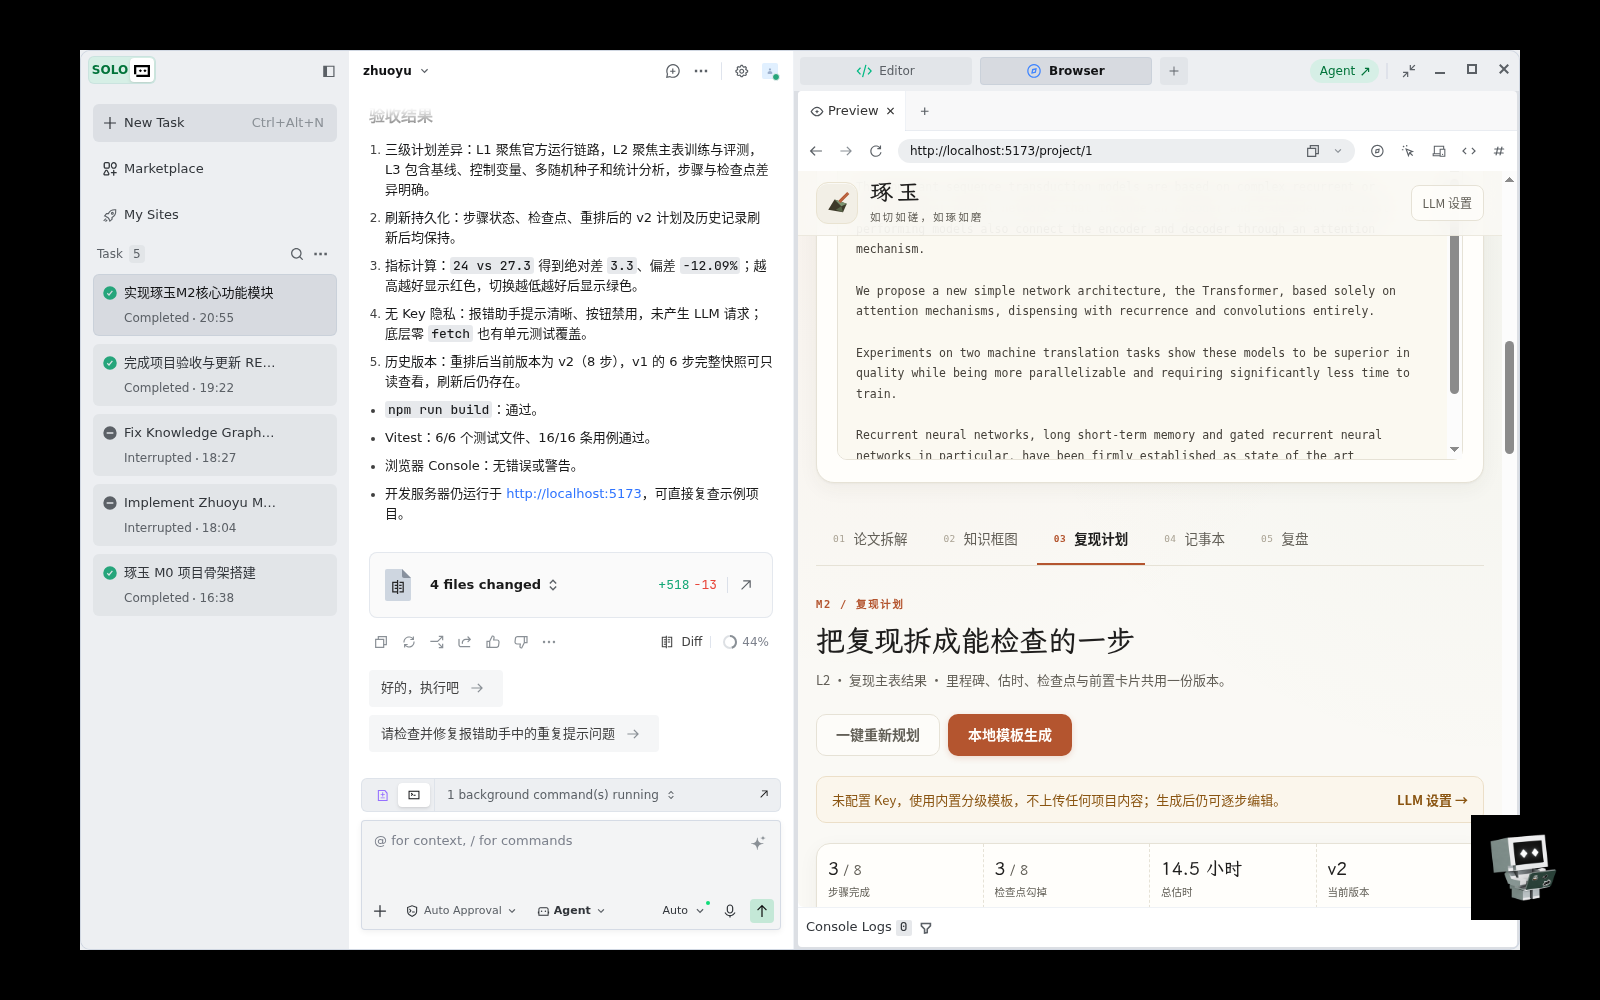 SOLO
New Task Ctrl+Alt+N
Marketplace
My Sites
Task 5
实现琢玉M2核心功能模块
Completed · 20:55
完成项目验收与更新 RE...
Completed · 19:22
Fix Knowledge Graph...
Interrupted · 18:27
Implement Zhuoyu M...
Interrupted · 18:04
琢玉 M0 项目骨架搭建
Completed · 16:38
zhuoyu
验收结果
1. 三级计划差异：L1 聚焦官方运行链路，L2 聚焦主表训练与评测，
L3 包含基线、控制变量、多随机种子和统计分析，步骤与检查点差
异明确。
2. 刷新持久化：步骤状态、检查点、重排后的 v2 计划及历史记录刷
新后均保持。
3. 指标计算：24 vs 27.3 得到绝对差 3.3、偏差 -12.09%；越
高越好显示红色，切换越低越好后显示绿色。
4. 无 Key 隐私：报错助手提示清晰、按钮禁用，未产生 LLM 请求；
底层零 fetch 也有单元测试覆盖。
5. 历史版本：重排后当前版本为 v2（8 步），v1 的 6 步完整快照可只
读查看，刷新后仍存在。
• npm run build：通过。
• Vitest：6/6 个测试文件、16/16 条用例通过。
• 浏览器 Console：无错误或警告。
• 开发服务器仍运行于 http://localhost:5173，可直接复查示例项
目。
4 files changed +518 -13
Diff 44%
好的，执行吧
请检查并修复报错助手中的重复提示问题
1 background command(s) running
@ for context, / for commands
Auto Approval Agent Auto
Editor Browser Agent
Preview
http://localhost:5173/project/1
琢玉
如切如磋，如琢如磨
LLM 设置
performing models also connect the encoder and decoder through an attention
mechanism.
We propose a new simple network architecture, the Transformer, based solely on
attention mechanisms, dispensing with recurrence and convolutions entirely.
Experiments on two machine translation tasks show these models to be superior in
quality while being more parallelizable and requiring significantly less time to
train.
Recurrent neural networks, long short-term memory and gated recurrent neural
networks in particular, have been firmly established as state of the art
01 论文拆解 02 知识框图 03 复现计划 04 记事本 05 复盘
M2 / 复现计划
把复现拆成能检查的一步
L2 · 复现主表结果 · 里程碑、估时、检查点与前置卡片共用一份版本。
一键重新规划 本地模板生成
未配置 Key，使用内置分级模板，不上传任何项目内容；生成后仍可逐步编辑。 LLM 设置 →
3 / 8 3 / 8 14.5 小时 v2
步骤完成 检查点勾掉 总估时 当前版本
Console Logs 0